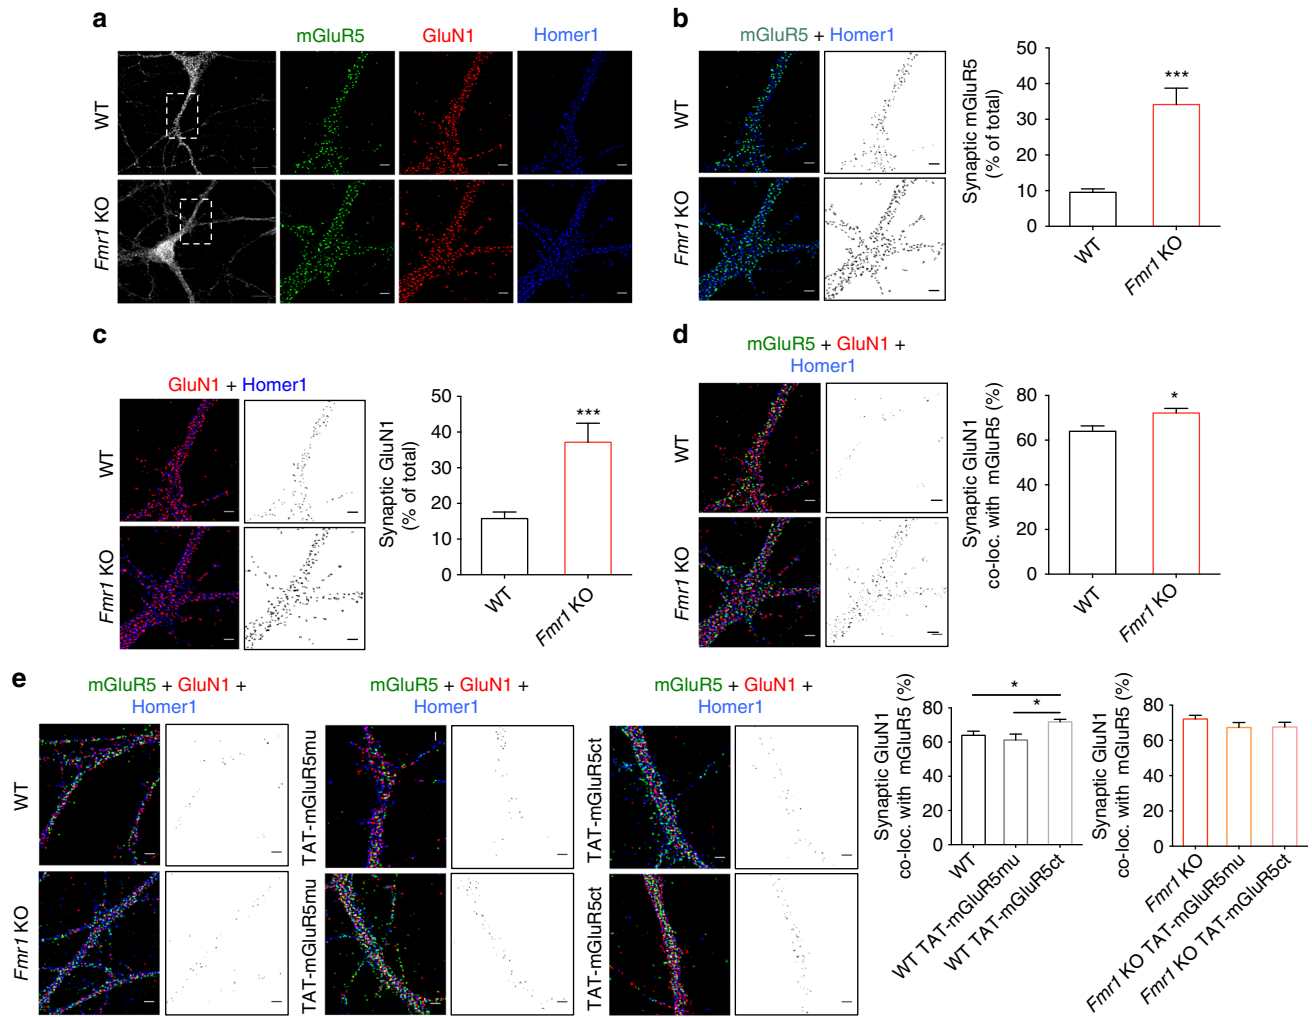 a
mGluR5
GluN1
Homer1
WT
Fmr1 KO
b
mGluR5 + Homer1
WT
Fmr1 KO
Synaptic mGluR5
(% of total)
50
40
30
20
10
0
***
WT
Fmr1 KO
c
GluN1 + Homer1
WT
Fmr1 KO
Synaptic GluN1
(% of total)
50
40
30
20
10
0
***
WT
Fmr1 KO
d
mGluR5 + GluN1 +
Homer1
WT
Fmr1 KO
Synaptic GluN1
co-loc. with mGluR5 (%)
80
60
40
20
0
*
WT
Fmr1 KO
e
mGluR5 + GluN1 +
Homer1
WT
Fmr1 KO
mGluR5 + GluN1 +
Homer1
TAT-mGluR5mu
TAT-mGluR5mu
mGluR5 + GluN1 +
Homer1
TAT-mGluR5ct
TAT-mGluR5ct
Synaptic GluN1
co-loc. with mGluR5 (%)
80
60
40
20
0
*
*
WT
WT TAT-mGluR5mu
WT TAT-mGluR5ct
Synaptic GluN1
co-loc. with mGluR5 (%)
80
60
40
20
0
Fmr1 KO
Fmr1 KO TAT-mGluR5mu
Fmr1 KO TAT-mGluR5ct